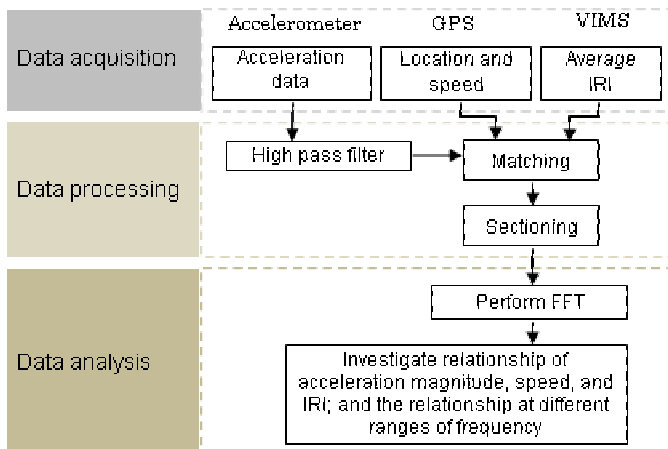 Accelerometer GPS VIMS
Data acquisition
Acceleration
data
Location and
speed
Average
IRI
Data processing
High pass filter
Matching
Sectioning
Data analysis
Perform FFT
Investigate relationship of
acceleration magnitude, speed, and
IRI; and the relationship at different
ranges of frequency